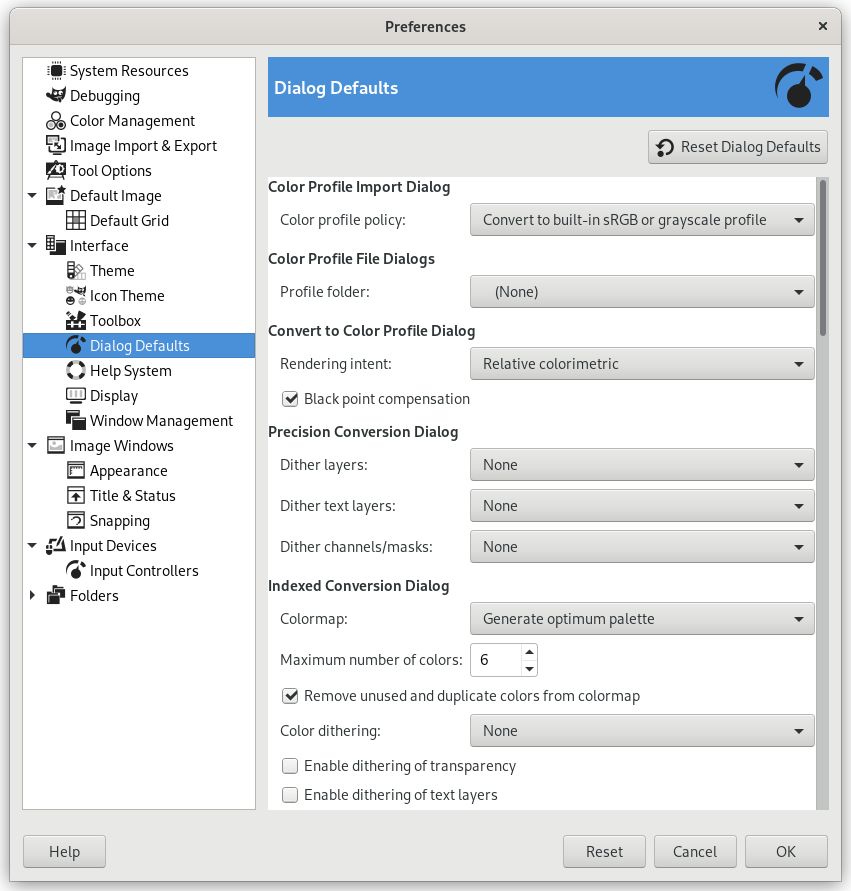 Preferences
System Resources
Debugging
Color Management
Image Import & Export
Tool Options
Default Image
Default Grid
Interface
Theme
Icon Theme
Toolbox
Dialog Defaults
Help System
Display
Window Management
Image Windows
Appearance
Title & Status
Snapping
Input Devices
Input Controllers
Folders
Dialog Defaults
Reset Dialog Defaults
Color Profile Import Dialog
Color profile policy: Convert to built-in sRGB or grayscale profile
Color Profile File Dialogs
Profile folder: (None)
Convert to Color Profile Dialog
Rendering intent: Relative colorimetric
Black point compensation
Precision Conversion Dialog
Dither layers: None
Dither text layers: None
Dither channels/masks: None
Indexed Conversion Dialog
Colormap: Generate optimum palette
Maximum number of colors: 6
Remove unused and duplicate colors from colormap
Color dithering: None
Enable dithering of transparency
Enable dithering of text layers
Help Reset Cancel OK